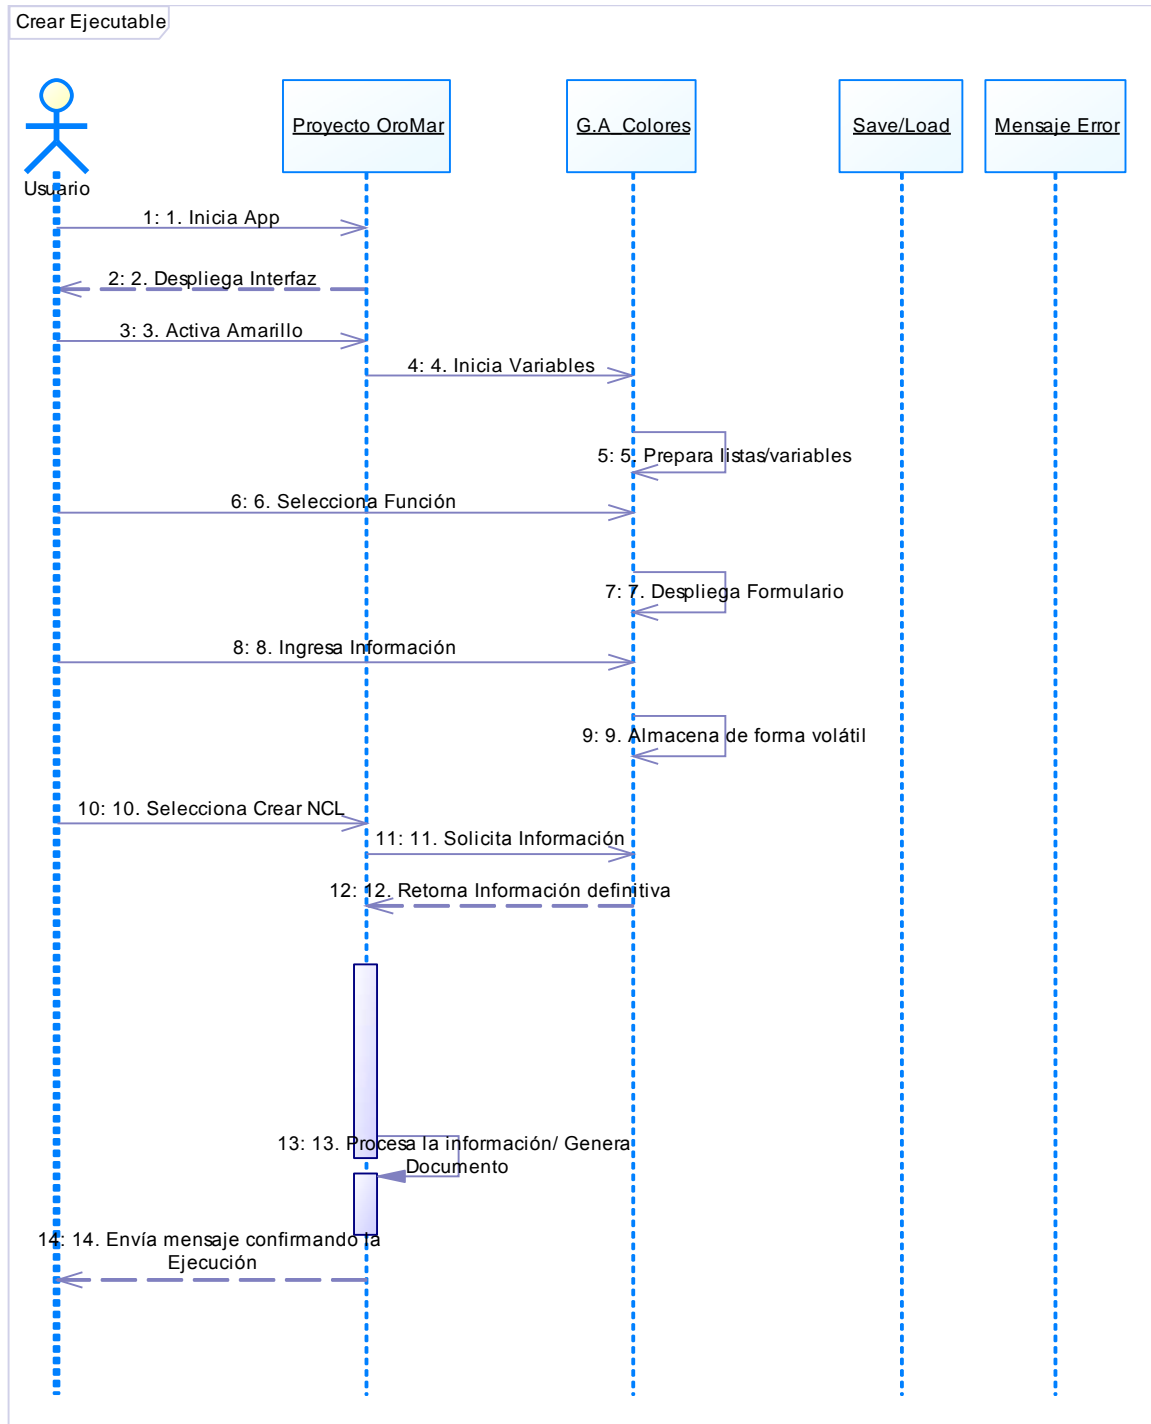 Crear Ejecutable
Proyecto OroMar
G.A_Colores
Save/Load
Mensaje Error
Usuario
1: 1. Inicia App
2: 2. Despliega Interfaz
3: 3. Activa Amarillo
4: 4. Inicia Variables
5: 5. Prepara listas/variables
6: 6. Selecciona Función
7: 7. Despliega Formulario
8: 8. Ingresa Información
9: 9. Almacena de forma volátil
10: 10. Selecciona Crear NCL
11: 11. Solicita Información
12: 12. Retorna Información definitiva
13: 13. Procesa la información/ Genera
Documento
14: 14. Envía mensaje confirmando la
Ejecución